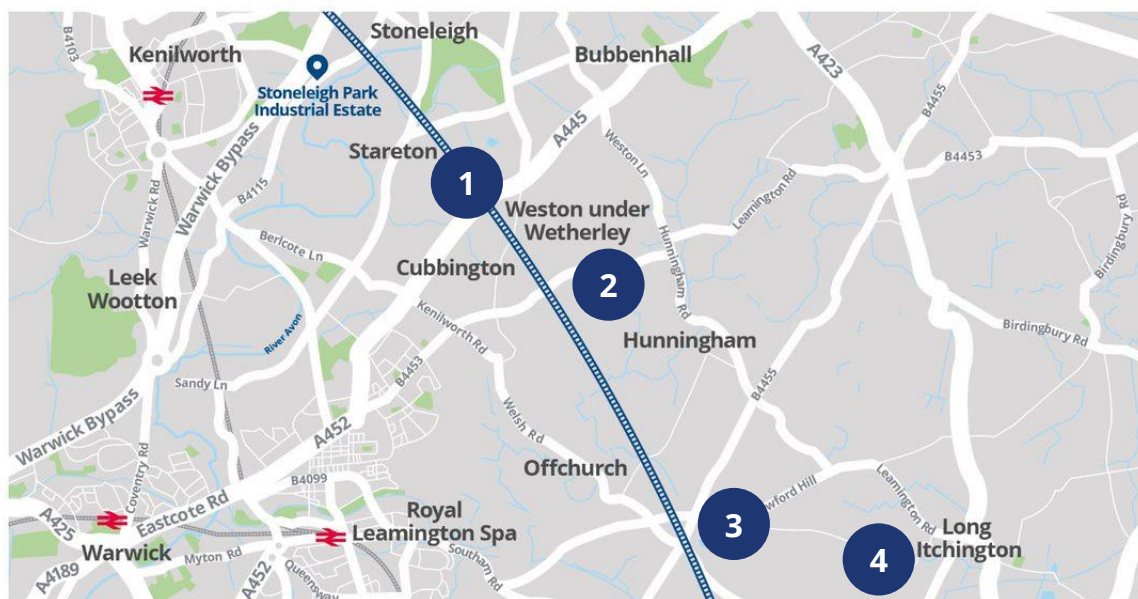 B4103
Kenilworth
Stoneleigh
Bubbenhall
A423
Stoneleigh Park
Industrial Estate
B4455
A445
Warwick Bypass
Stareton
Weston Ln
B4453
1
B4115
Leamington Rd
Warwick Rd
Weston under
Wetherley
Birdingbury Rd
Berlcote Ln
Hunningham Rd
Leek
Wootton
Cubbington
2
River Avon
Kenilworth Rd
Birdingbury Rd
Hunningham
B4453
Sandy Ln
B4455
Warwick Bypass
A452
Welsh Rd
Coventry Rd
Offchurch
B4099
Leamington Rd
Eastcote Rd
Royal
Leamington Spa
3
Hill
A425
Long
Itchington
Warwick
Myton Rd
Southam Rd
4
A4189
A452
Queensway